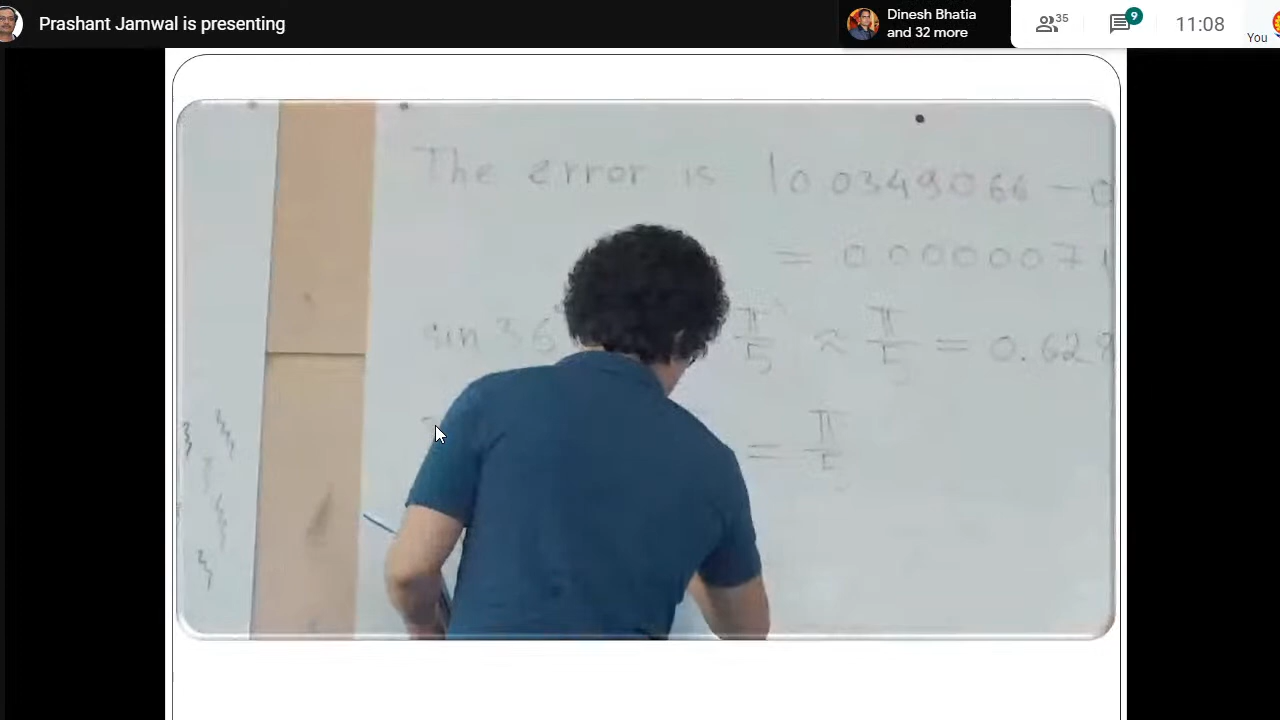 Prashant Jamwal is presenting
Dinesh Bhatia
and 32 more
35
9
11:08
You
The error is |0.0349066 - 0
= 0.0000071
sin 36° π/5 ≈ π/5 = 0.628
= π/5